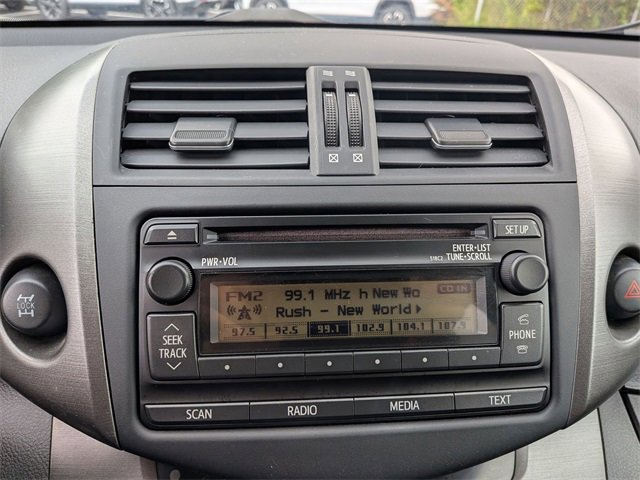 SET UP
PWR•VOL
ENTER•LIST
518C2 TUNE•SCROLL
FM2 99.1 MHz h New Wo CD IN
Rush - New World
97.5 92.5 99.1 102.9 104.1 107.9
LOCK
SEEK
TRACK
PHONE
SCAN RADIO MEDIA TEXT